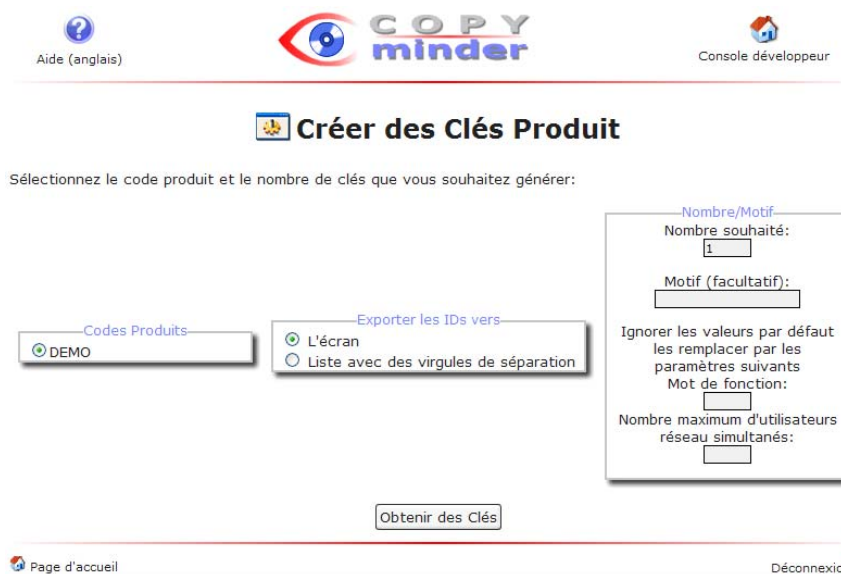 Aide (anglais)
COPY
minder
Console développeur
Créer des Clés Produit
Sélectionnez le code produit et le nombre de clés que vous souhaitez générer:
Codes Produits
DEMO
Exporter les IDs vers
L'écran
Liste avec des virgules de séparation
Nombre/Motif
Nombre souhaité:
1
Motif (facultatif):
Ignorer les valeurs par défaut
les remplacer par les
paramètres suivants
Mot de fonction:
Nombre maximum d'utilisateurs
réseau simultanés:
Obtenir des Clés
Page d'accueil
Déconnexio